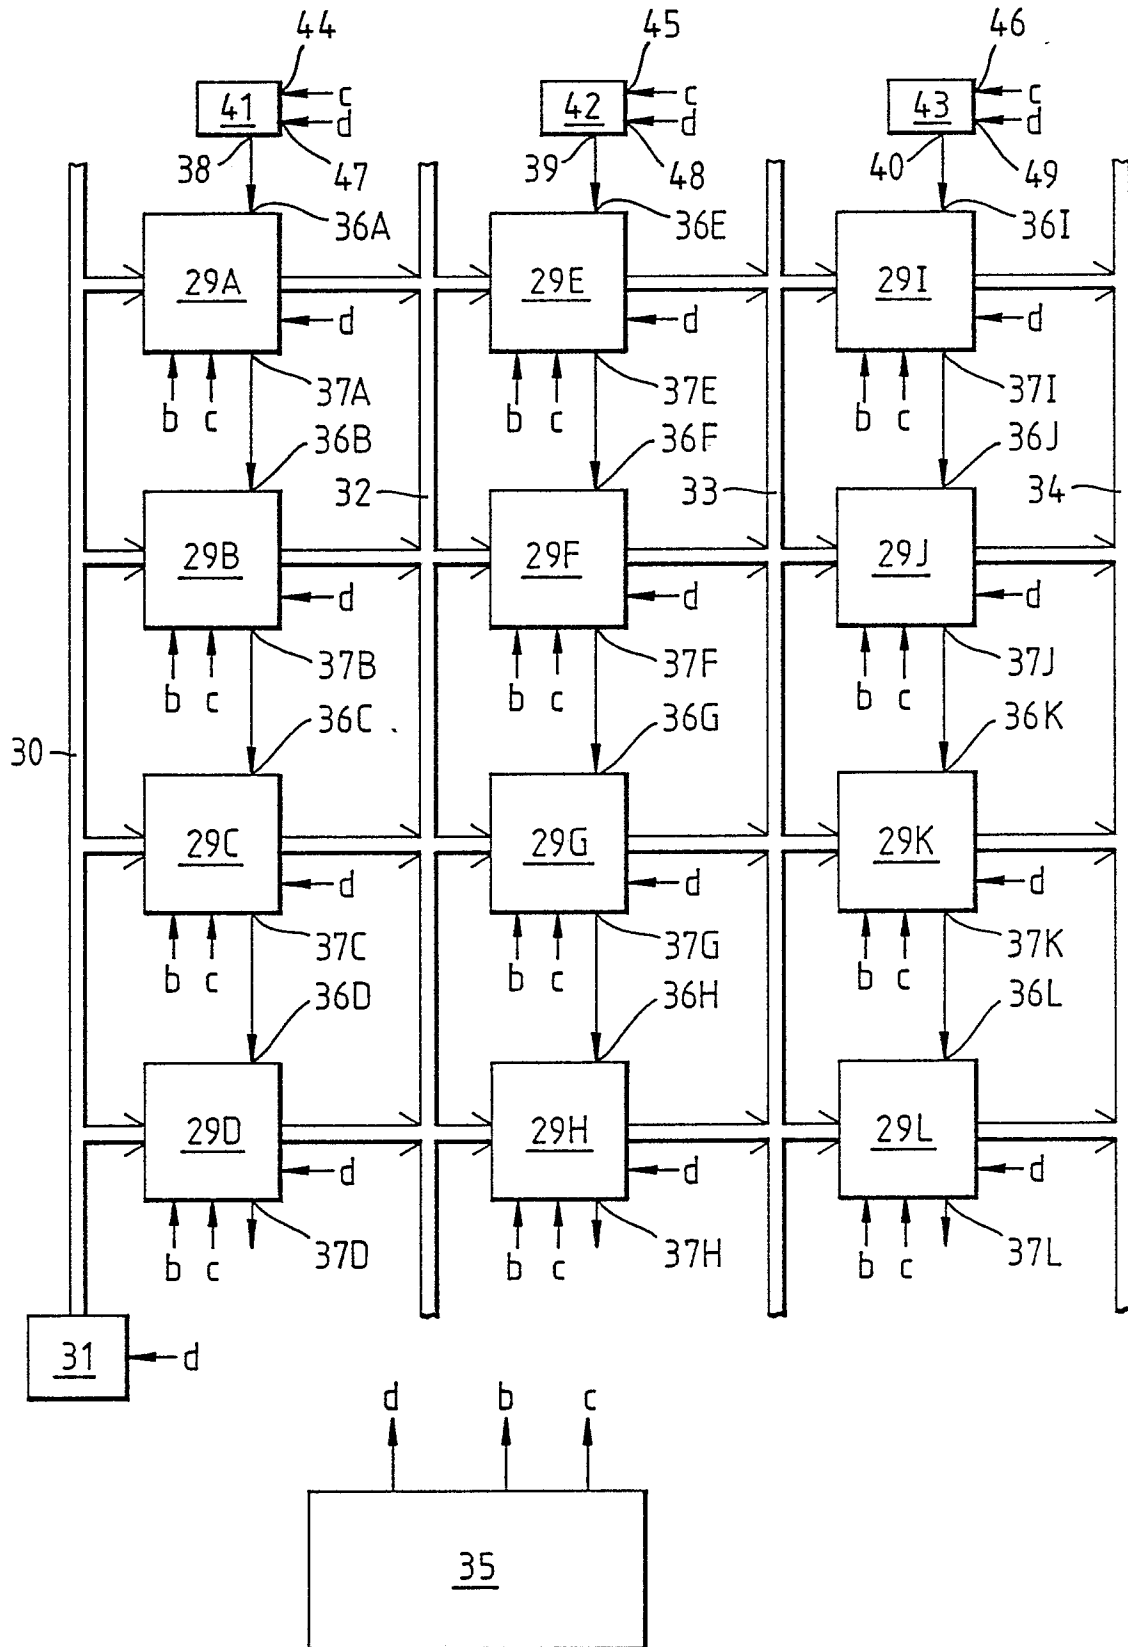 44 45 46
41 c 42 c 43 c
d d d
38 47 39 48 40 49
36A 36E 36I
29A 29E 29I
d d d
37A 37E 37I
b c b c b c
36B 36F 36J
32 33 34
29B 29F 29J
d d d
37B 37F 37J
b c b c b c
36C 36G 36K
30
29C 29G 29K
d d d
37C 37G 37K
b c b c b c
36D 36H 36L
29D 29H 29L
d d d
37D 37H 37L
b c b c b c
31 d
d b c
35